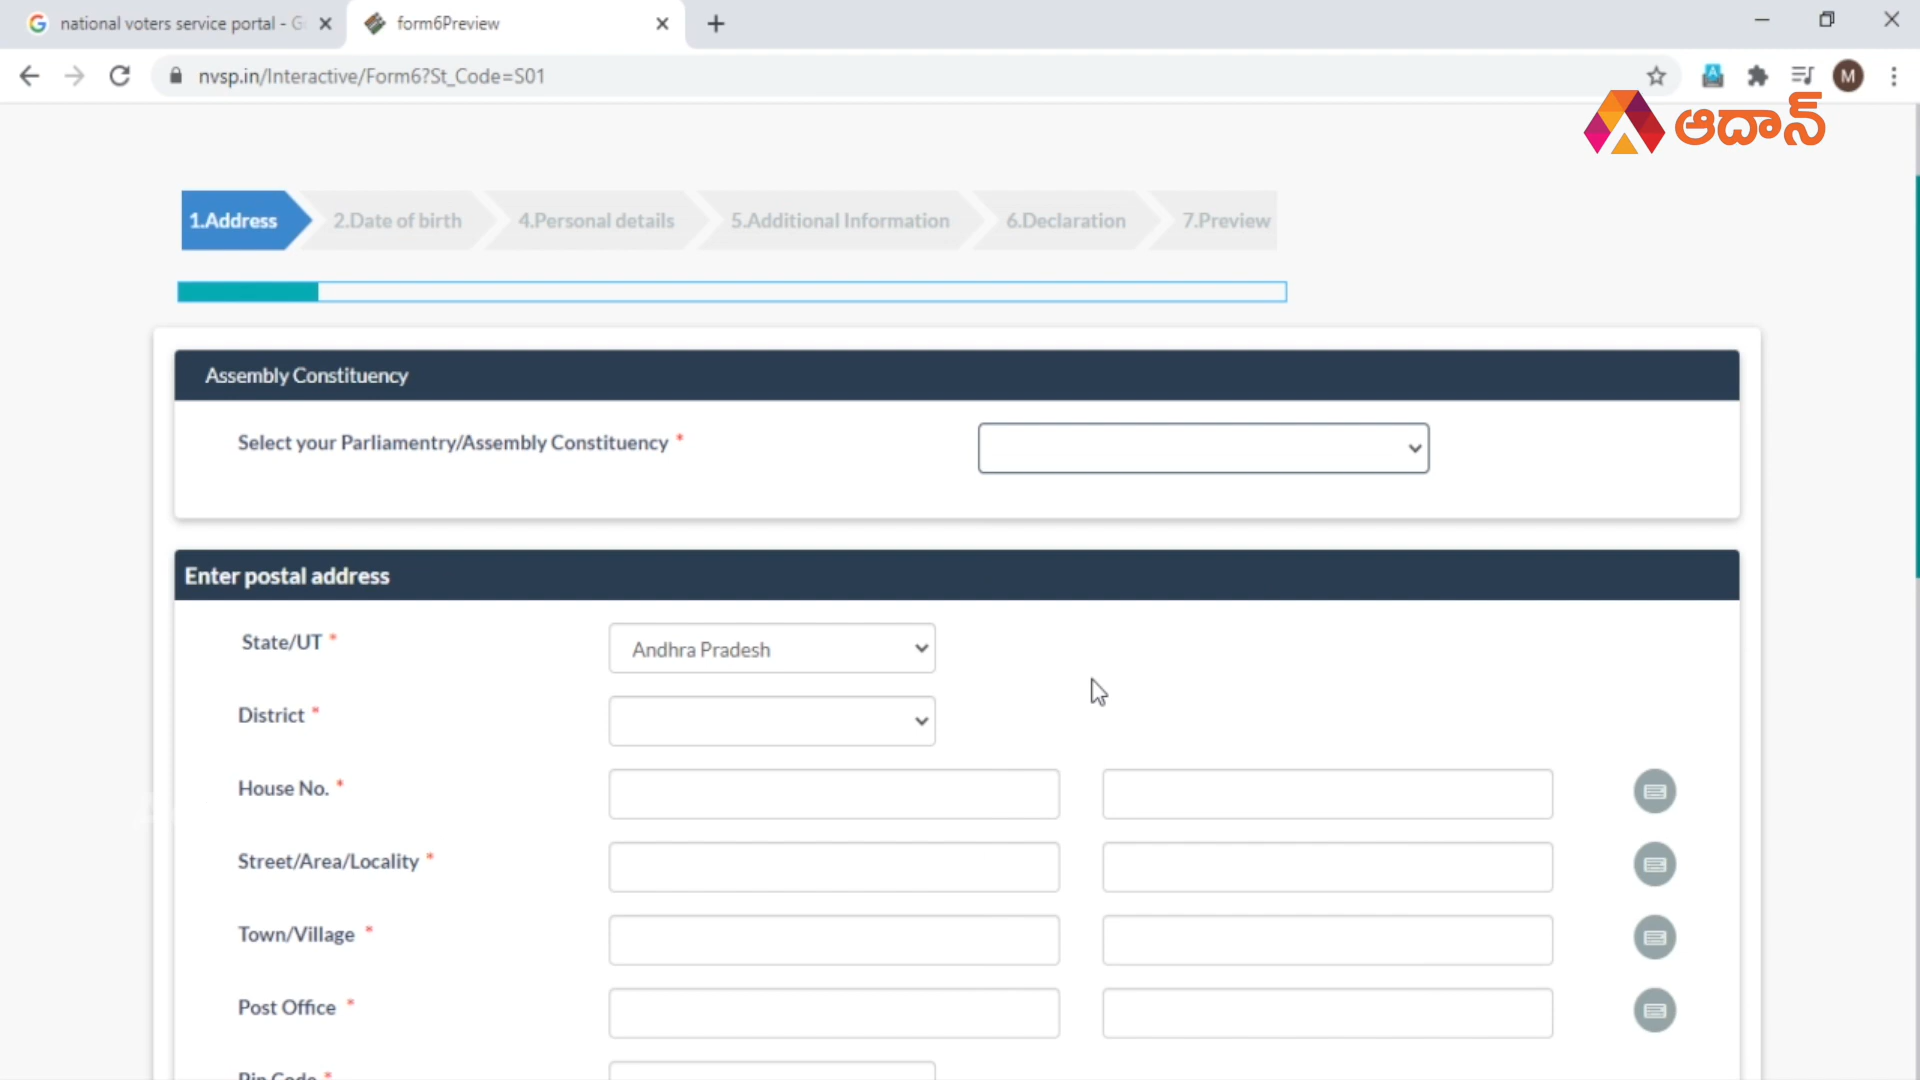 national voters service portal - G
form6Preview
nvsp.in/Interactive/Form6?St_Code=S01
M
ఆదాన్
1.Address
2.Date of birth
4.Personal details
5.Additional Information
6.Declaration
7.Preview
Assembly Constituency
Select your Parliamentry/Assembly Constituency *
Enter postal address
State/UT *
Andhra Pradesh
District *
House No. *
Street/Area/Locality *
Town/Village *
Post Office *
Pin Code *